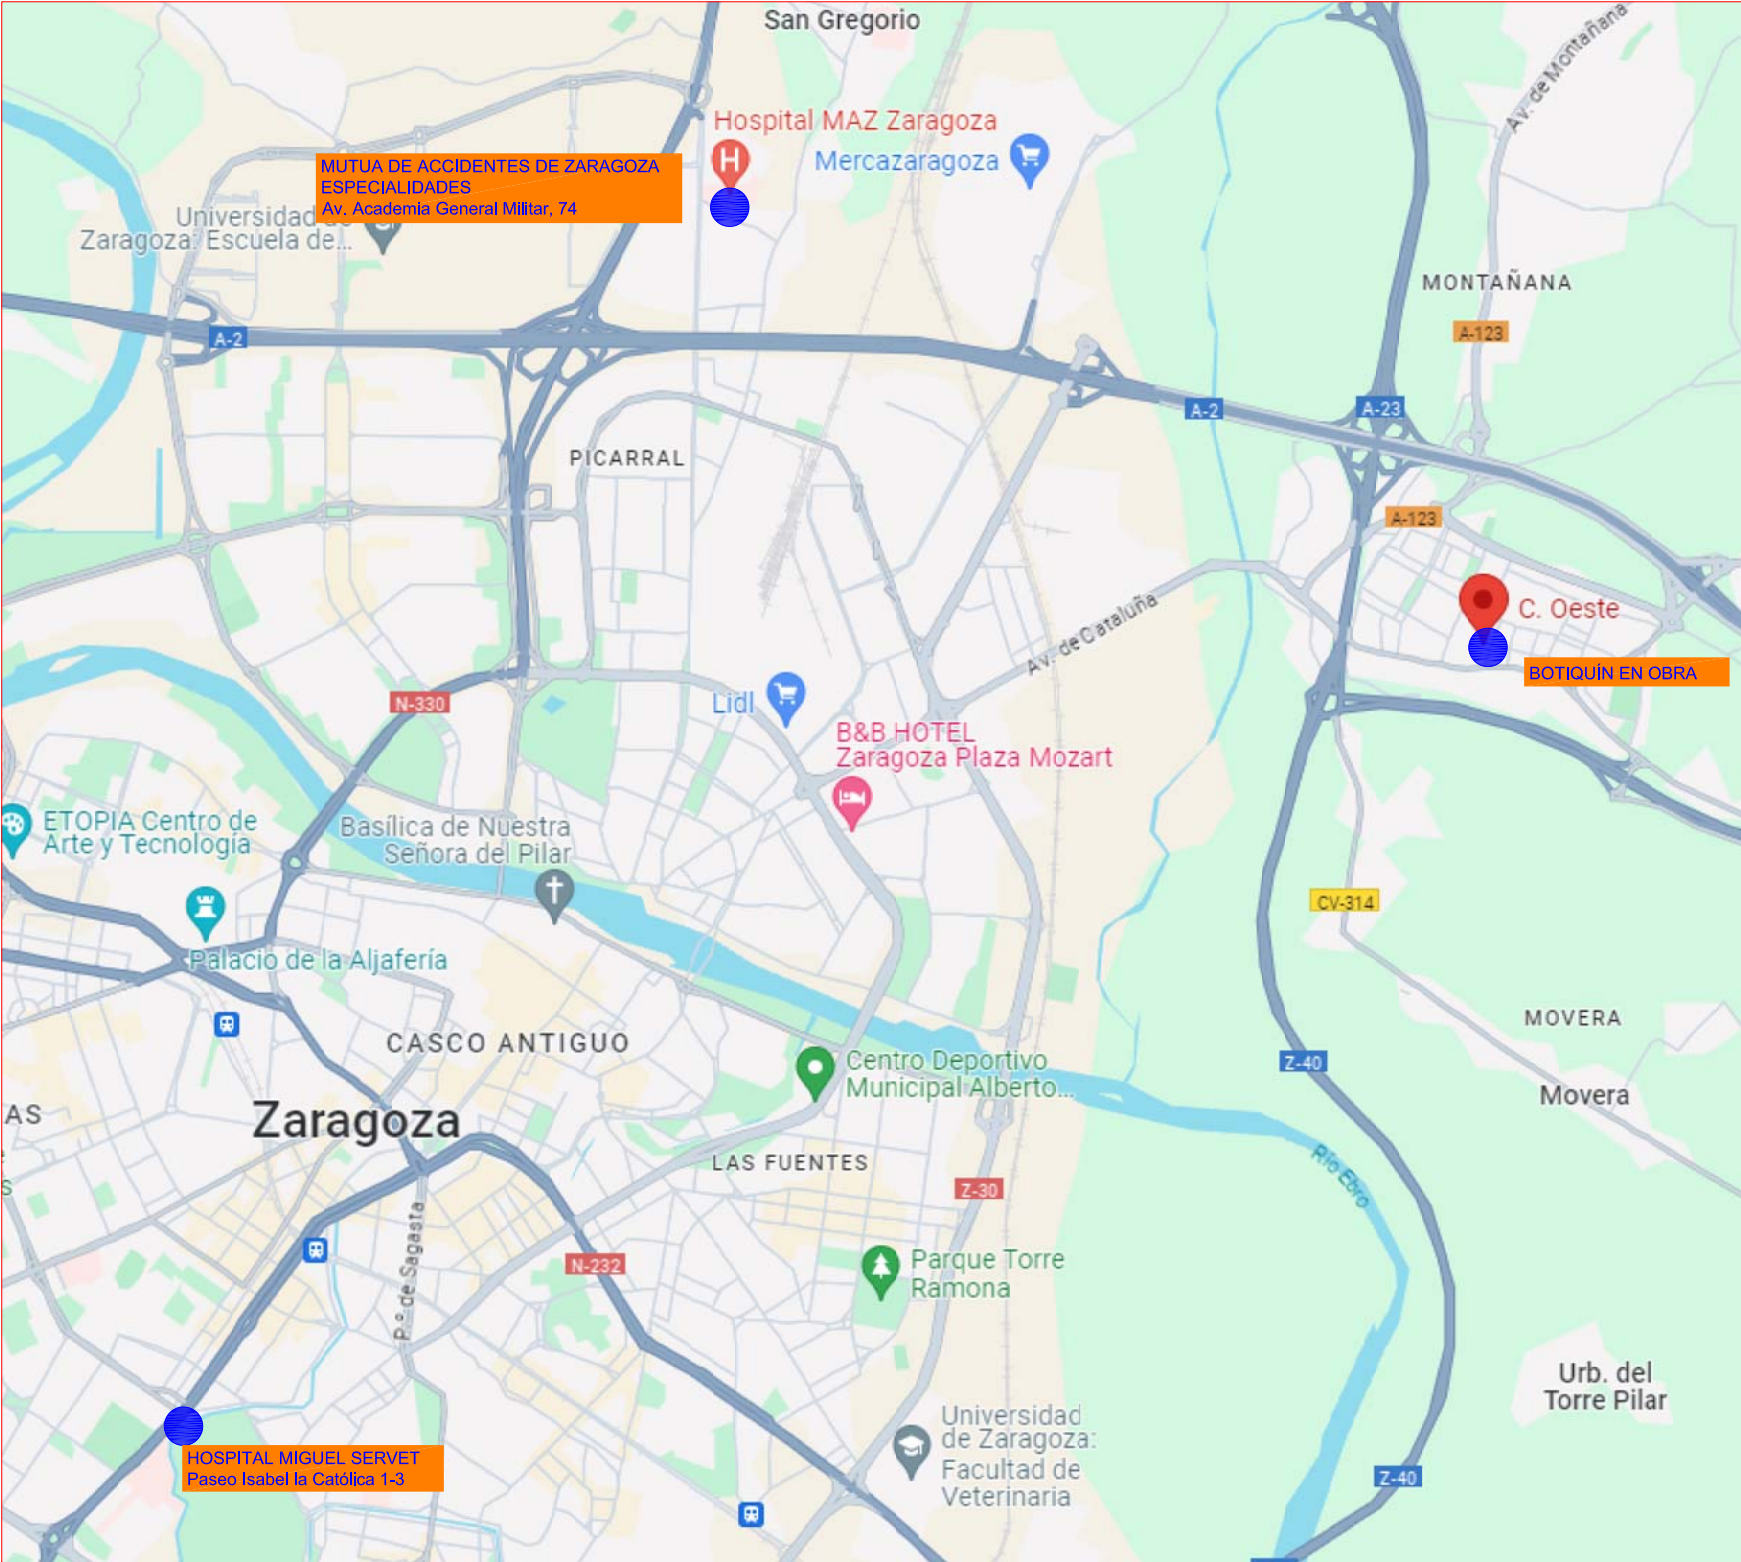 San Gregorio
Av. de Montañana
Hospital MAZ Zaragoza
Mercazaragoza
MUTUA DE ACCIDENTES DE ZARAGOZA
ESPECIALIDADES
Av. Academia General Militar, 74
Universidad de
Zaragoza: Escuela de...
MONTAÑANA
A-123
A-2
A-2
A-23
PICARRAL
A-123
Av. de Cataluña
C. Oeste
BOTIQUÍN EN OBRA
N-330
Lidl
B&B HOTEL
Zaragoza Plaza Mozart
ETOPIA Centro de
Arte y Tecnología
Basílica de Nuestra
Señora del Pilar
CV-314
Palacio de la Aljafería
CASCO ANTIGUO
MOVERA
Centro Deportivo
Municipal Alberto...
Z-40
Movera
AS
Zaragoza
LAS FUENTES
Río Ebro
Z-30
Pº de Sagasta
N-232
Parque Torre
Ramona
Urb. del
Torre Pilar
Universidad
de Zaragoza:
Facultad de
Veterinaria
HOSPITAL MIGUEL SERVET
Paseo Isabel la Católica 1-3
Z-40